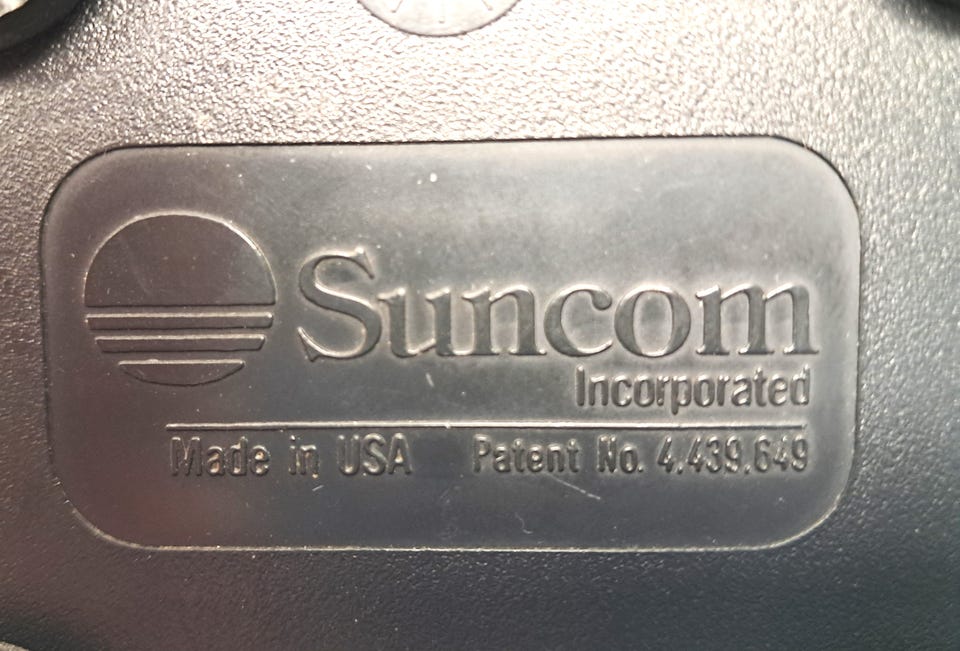 Suncom
Incorporated
Made in USA Patent No. 4,439,649